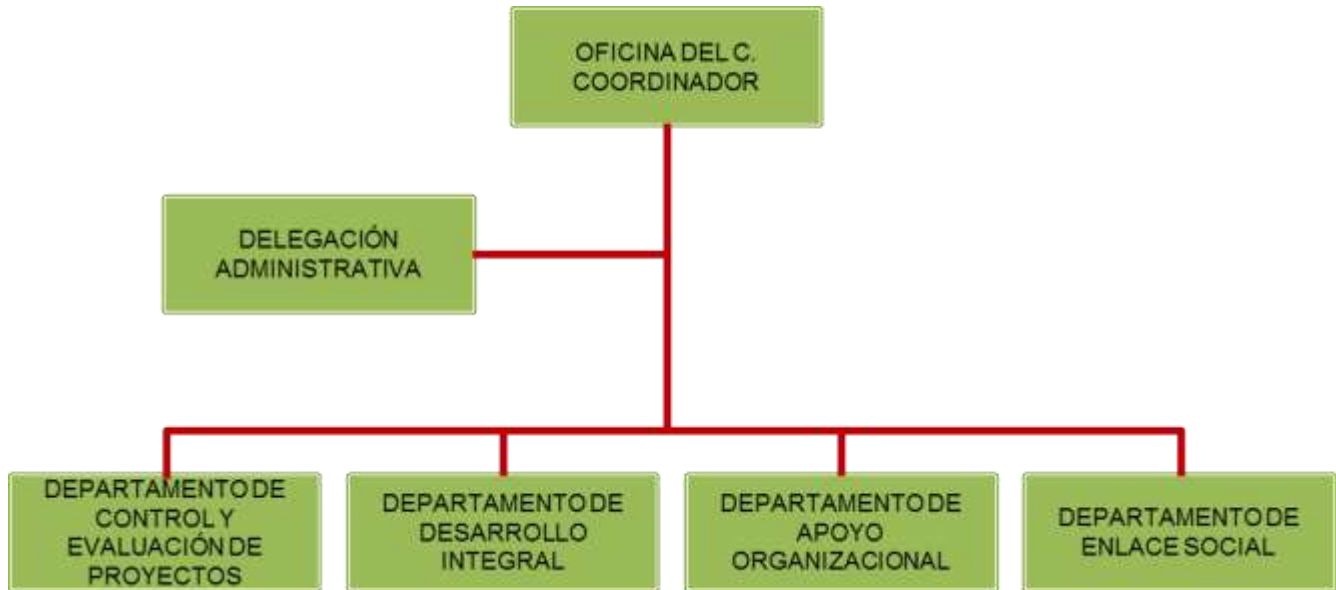 OFICINA DEL C.
COORDINADOR
DELEGACIÓN
ADMINISTRATIVA
DEPARTAMENTO DE
CONTROL Y
EVALUACIÓN DE
PROYECTOS
DEPARTAMENTO DE
DESARROLLO
INTEGRAL
DEPARTAMENTO DE
APOYO
ORGANIZACIONAL
DEPARTAMENTO DE
ENLACE SOCIAL